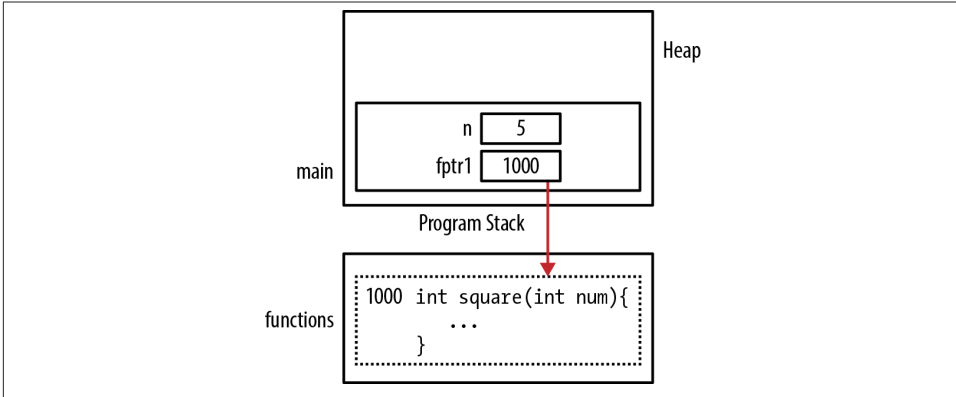 Heap
n 5
main fptr1 1000
Program Stack
1000 int square(int num){
functions ...
}